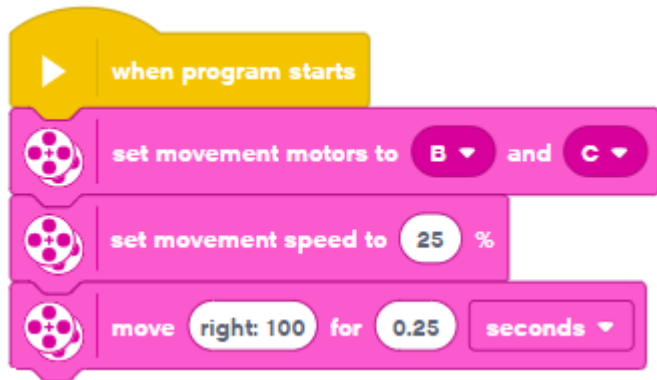 when program starts
set movement motors to B and C
set movement speed to 25 %
move right: 100 for 0.25 seconds